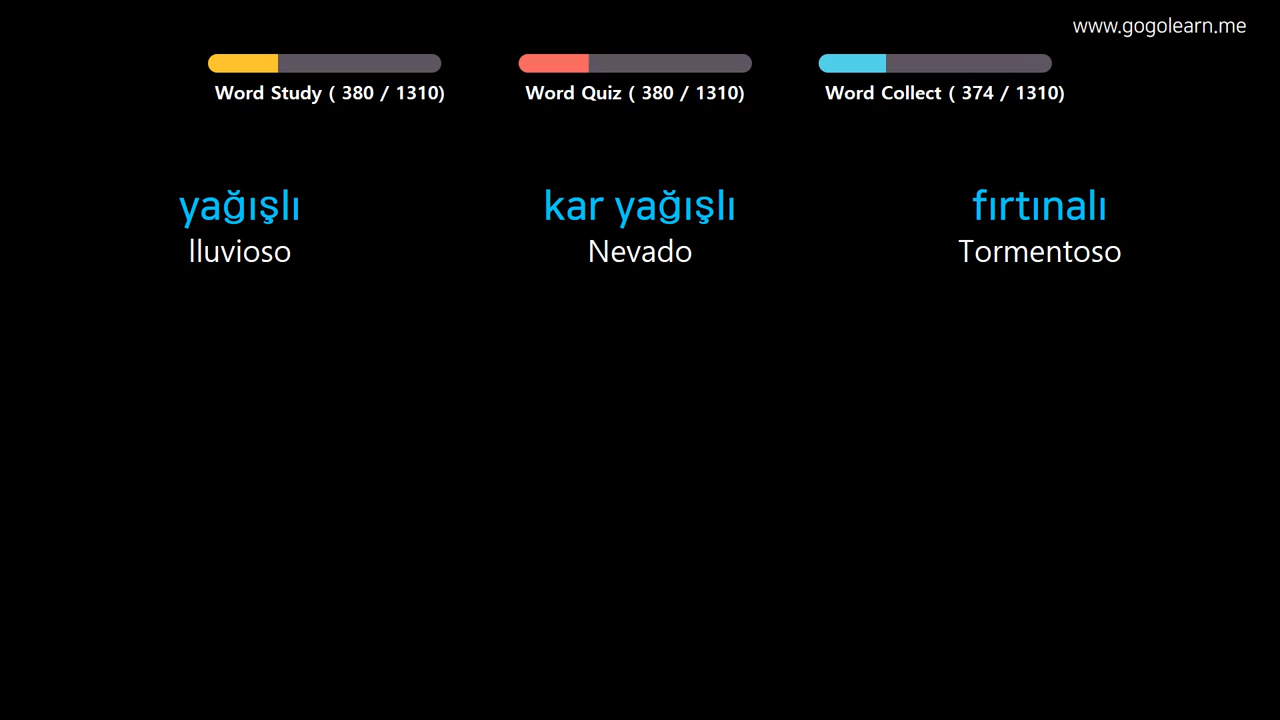 www.gogolearn.me
Word Study ( 380 / 1310)
Word Quiz ( 380 / 1310)
Word Collect ( 374 / 1310)
yağışlı
lluvioso
kar yağışlı
Nevado
fırtınalı
Tormentoso